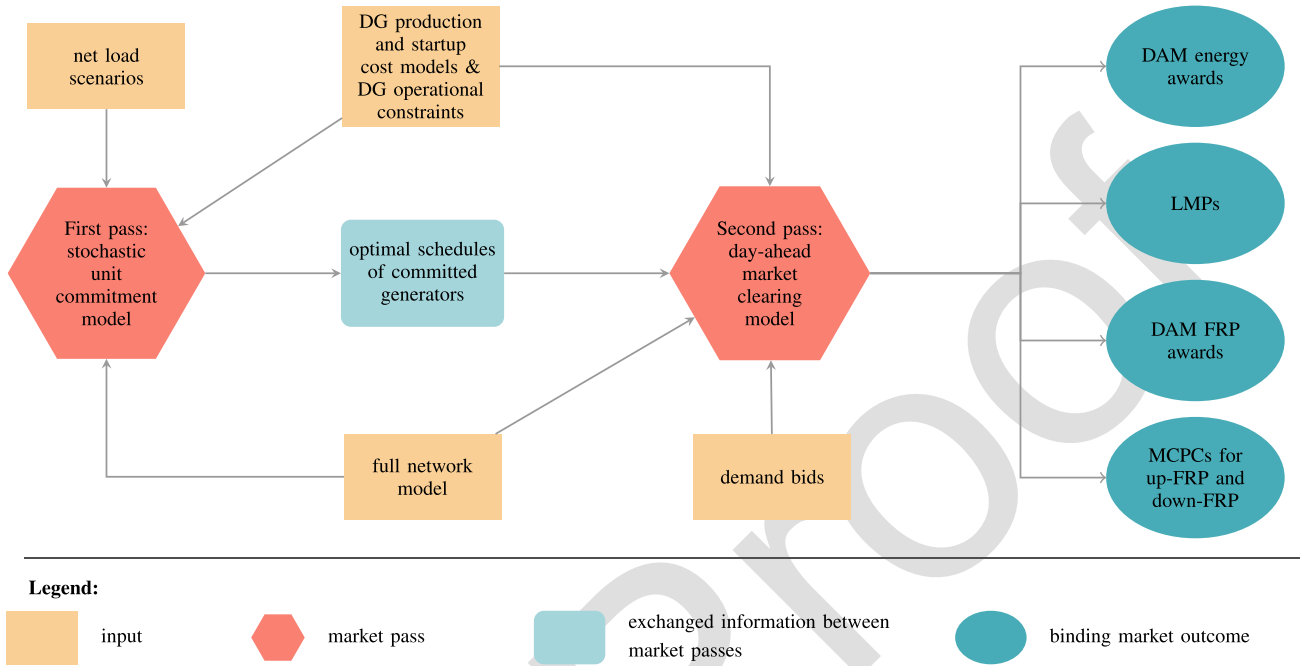 net load
scenarios
DG production
and startup
cost models &
DG operational
constraints
DAM energy
awards
First pass:
stochastic
unit
commitment
model
optimal schedules
of committed
generators
Second pass:
day-ahead
market
clearing
model
LMPs
DAM FRP
awards
full network
model
demand bids
MCPCs for
up-FRP and
down-FRP
Legend:
input
market pass
exchanged information between
market passes
binding market outcome
Proof